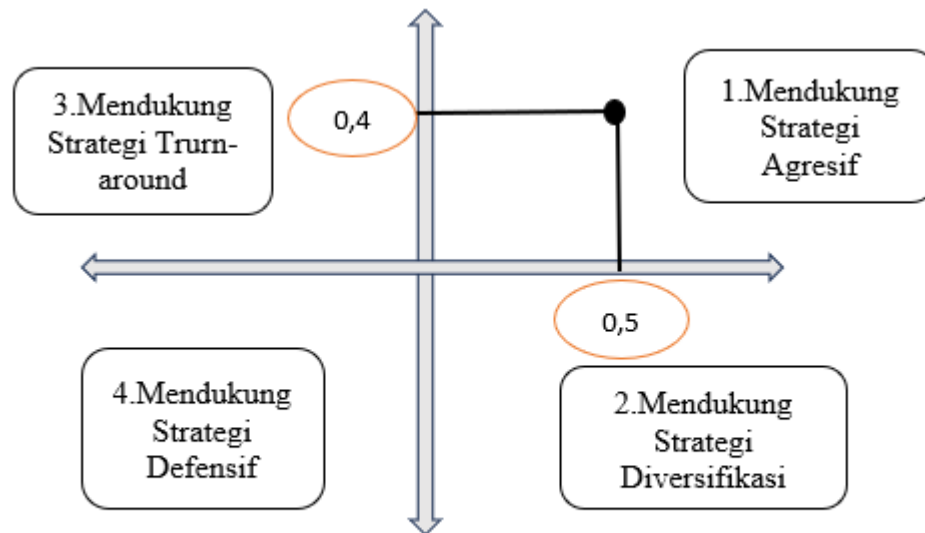 3.Mendukung
Strategi Trurn-
around
0,4
1.Mendukung
Strategi
Agresif
0,5
4.Mendukung
Strategi
Defensif
2.Mendukung
Strategi
Diversifikasi